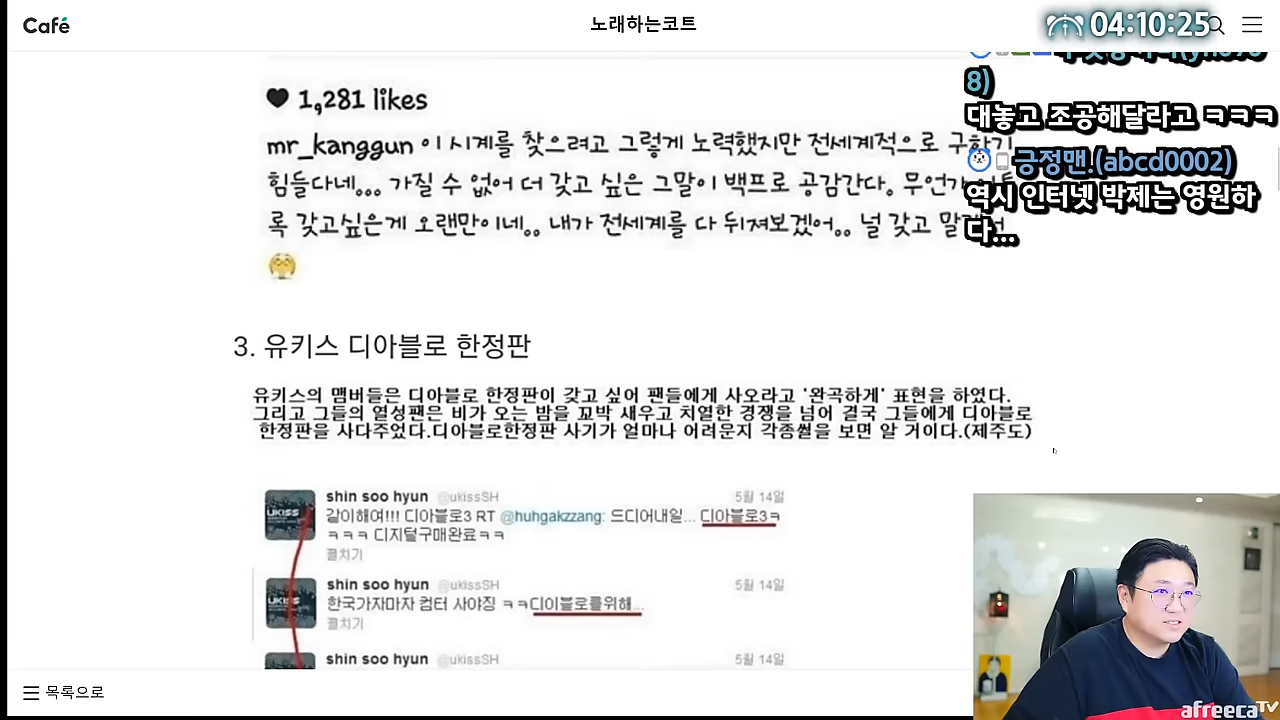 Café
노래하는코트
04:10:25
8)
대놓고 조공해달라고 ㅋㅋㅋ
긍정맨.(abcd0002)
역시 인터넷 박제는 영원하
다...
1,281 likes
mr_kanggun 이 시계를 찾으려고 그렇게 노력했지만 전세계적으로 구하기
힘들다네... 가질 수 없어 더 갖고 싶은 그말이 백프로 공감간다. 무언가
록 갖고싶은게 오랜만이네.. 내가 전세계를 다 뒤져보겠어.. 널 갖고
3. 유키스 디아블로 한정판
유키스의 맴버들은 디아블로 한정판이 갖고 싶어 팬들에게 사오라고 '완곡하게' 표현을 하였다.
그리고 그들의 열성팬은 비가 오는 밤을 꼬박 새우고 치열한 경쟁을 넘어 결국 그들에게 디아블로
한정판을 사다주었다.디아블로한정판 사기가 얼마나 어려운지 각종썰을 보면 알 거이다.(제주도)
shin soo hyun @ukissSH 5월 14일
같이해여!!! 디아블로3 RT @huhgakzzang: 드디어내일... 디아블로3ㅋ
ㅋㅋㅋ 디지털구매완료ㅋㅋ
펼치기
shin soo hyun @ukissSH 5월 14일
한국가자마자 컴터 사야징 ㅋㅋ디이블로를위해...
펼치기
shin soo hyun @ukissSH 5월 14일
목록으로
afreecaTV